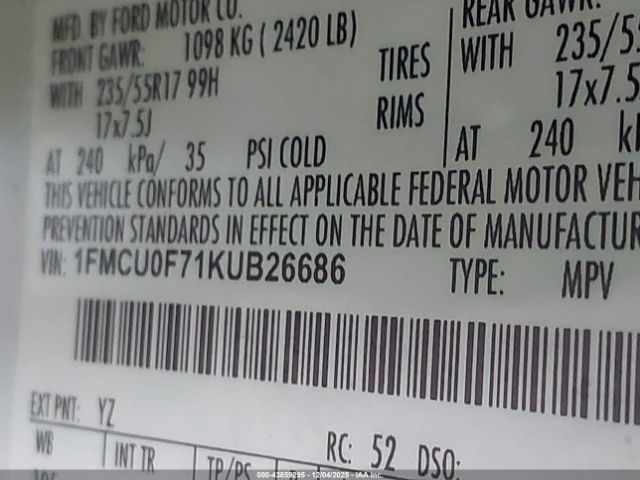 MFD. BY FORD MOTOR CO.
FRONT GAWR: 1098 KG ( 2420 LB)
WITH 235/55R17 99H TIRES
17x7.5J RIMS
AT 240 kPa/ 35 PSI COLD
REAR GAWR:
WITH 235/5
17x7.5
AT 240
THIS VEHICLE CONFORMS TO ALL APPLICABLE FEDERAL MOTOR VEH
PREVENTION STANDARDS IN EFFECT ON THE DATE OF MANUFACTUR
VIN: 1FMCU0F71KUB26686 TYPE: MPV
EXT PNT: YZ RC: 52 DSO:
WB INT TR TP/PS
000-43859295 - 12/04/2025 - IAAI.com